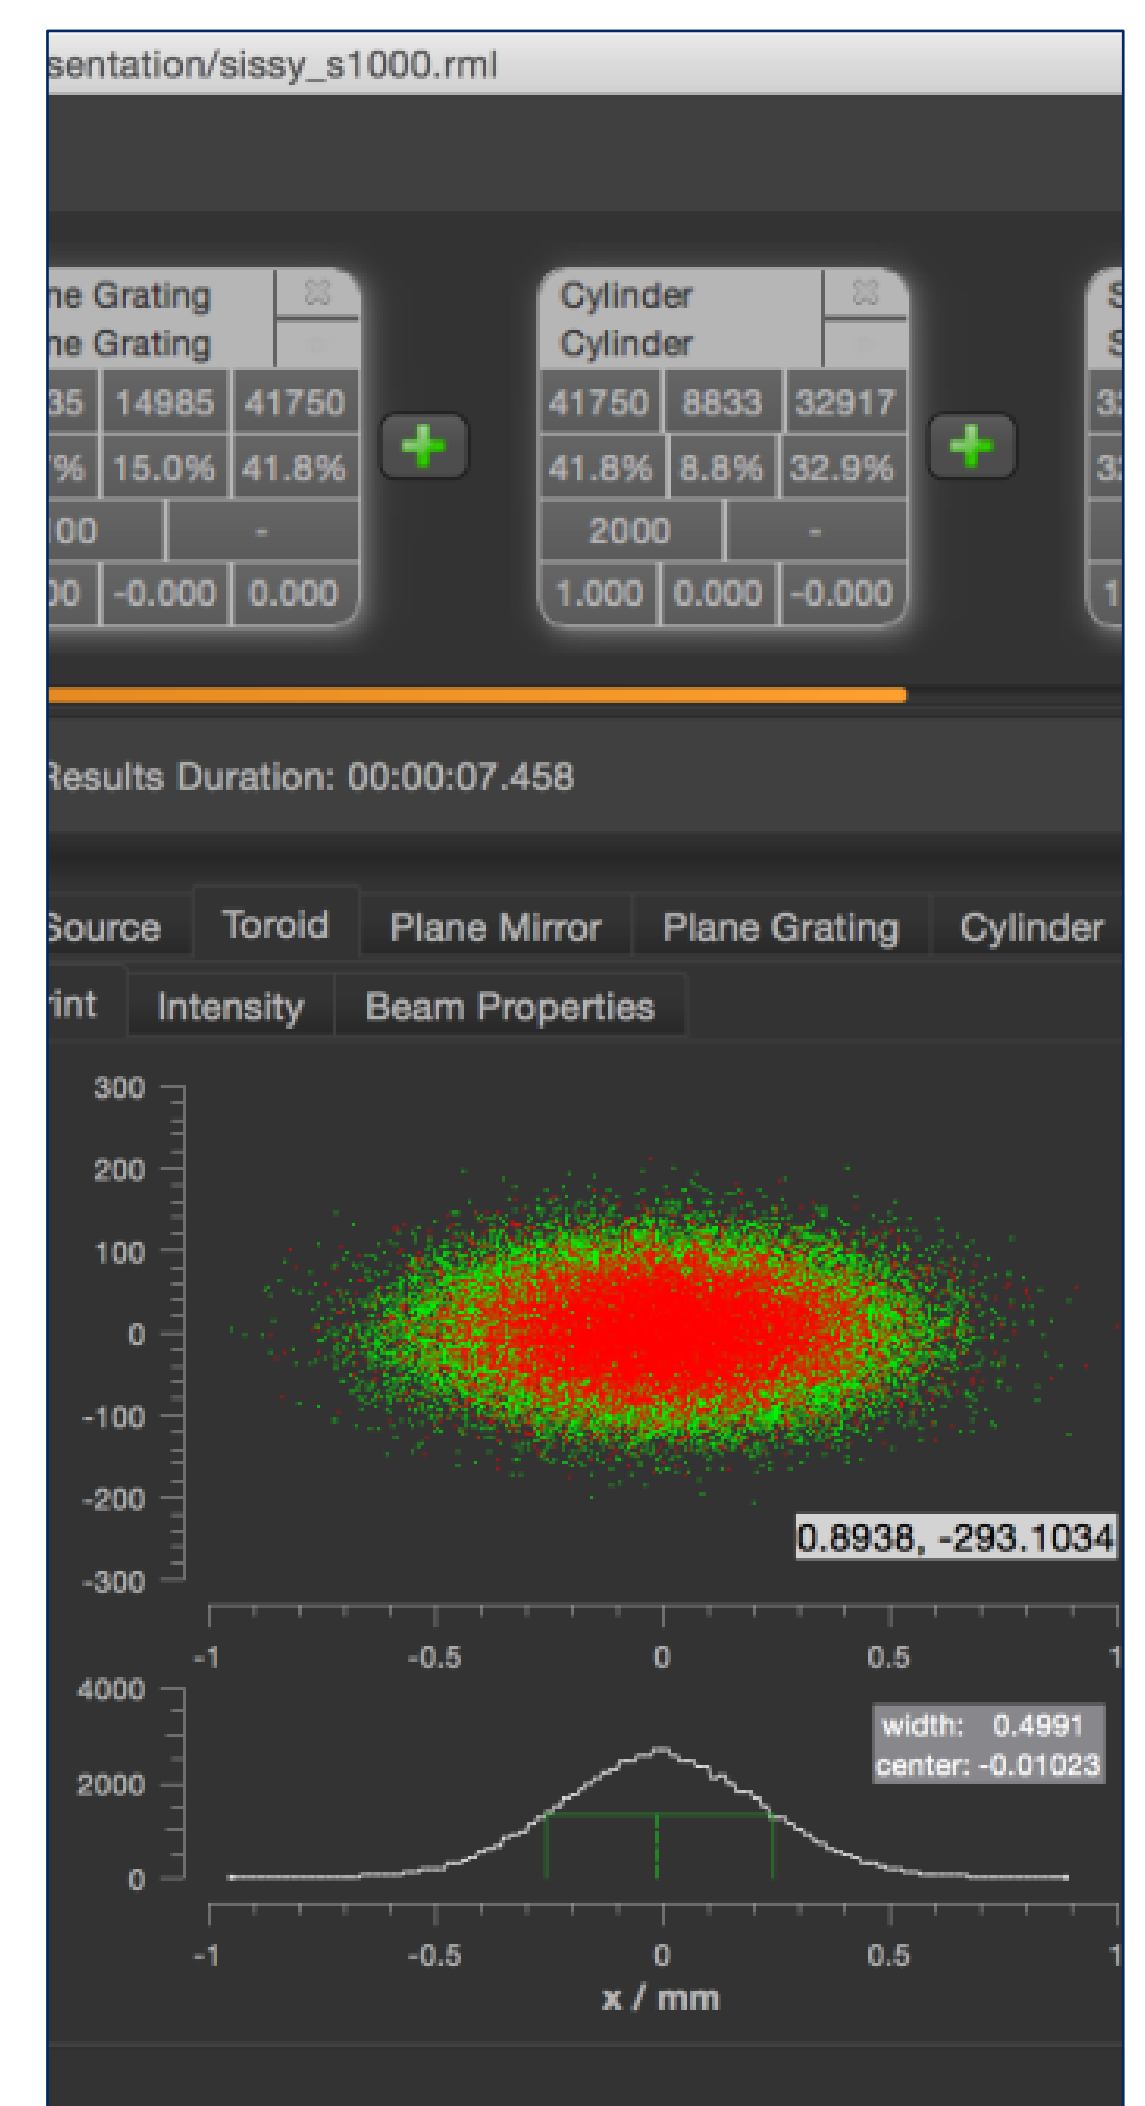 sentation/sissy_s1000.rml
ne Grating
ne Grating
35 14985 41750
% 15.0% 41.8%
00 -
00 -0.000 0.000
Cylinder
Cylinder
41750 8833 32917
41.8% 8.8% 32.9%
2000 -
1.000 0.000 -0.000
S
S
3
3
1
Results Duration: 00:00:07.458
Source Toroid Plane Mirror Plane Grating Cylinder
int Intensity Beam Properties
300
200
100
0
-100
-200
-300
0.8938, -293.1034
-1 -0.5 0 0.5 1
4000
2000
0
width: 0.4991
center: -0.01023
-1 -0.5 0 0.5 1
x / mm